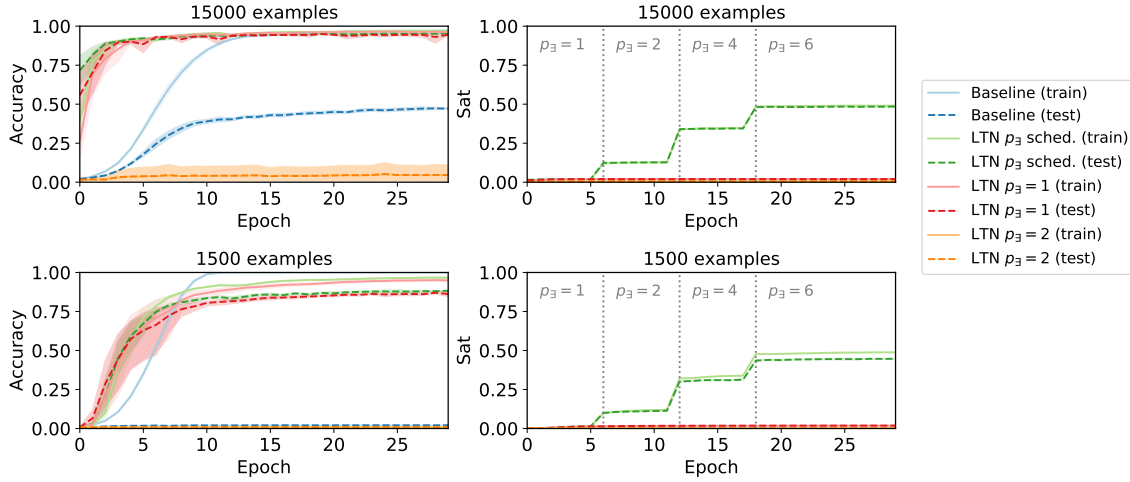 15000 examples
1.00
0.75
0.50
0.25
0.00
Accuracy
0 5 10 15 20 25
Epoch
15000 examples
p∃ = 1 p∃ = 2 p∃ = 4 p∃ = 6
1.00
0.75
0.50
0.25
0.00
Sat
0 5 10 15 20 25
Epoch
Baseline (train)
Baseline (test)
LTN p∃ sched. (train)
LTN p∃ sched. (test)
LTN p∃ = 1 (train)
LTN p∃ = 1 (test)
LTN p∃ = 2 (train)
LTN p∃ = 2 (test)
1500 examples
1.00
0.75
0.50
0.25
0.00
Accuracy
0 5 10 15 20 25
Epoch
1500 examples
p∃ = 1 p∃ = 2 p∃ = 4 p∃ = 6
1.00
0.75
0.50
0.25
0.00
Sat
0 5 10 15 20 25
Epoch